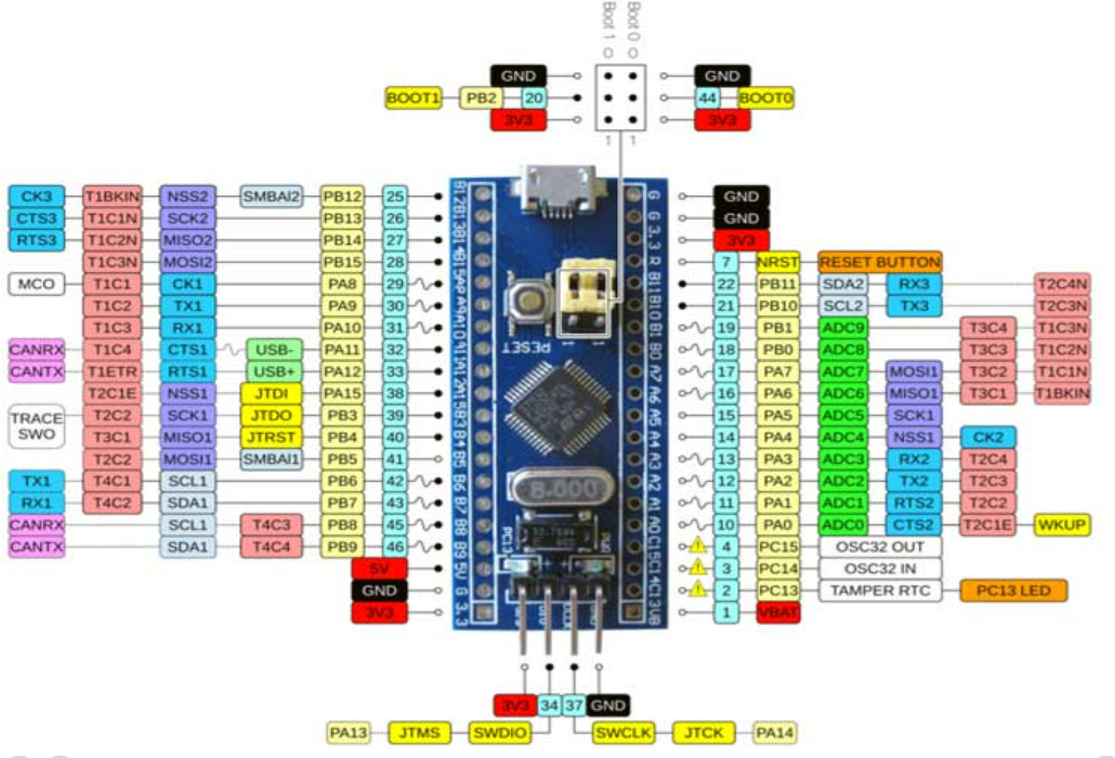 Boot 1
Boot 0
GND GND
BOOT1 PB2 20 44 BOOT0
3V3 3V3
1 1
CK3 T1BKIN NSS2 SMBAI2 PB12 25 B12 G GND
CTS3 T1C1N SCK2 PB13 26 B13 G GND
RTS3 T1C2N MISO2 PB14 27 B14 3.3 3V3
T1C3N MOSI2 PB15 28 B15 R 7 NRST RESET BUTTON
MCO T1C1 CK1 PA8 29 A8 B11 22 PB11 SDA2 RX3 T2C4N
T1C2 TX1 PA9 30 A9 B10 21 PB10 SCL2 TX3 T2C3N
T1C3 RX1 PA10 31 A10 B1 19 PB1 ADC9 T3C4 T1C3N
CANRX T1C4 CTS1 USB- PA11 32 A11 RESET B0 18 PB0 ADC8 T3C3 T1C2N
CANTX T1ETR RTS1 USB+ PA12 33 A12 A7 17 PA7 ADC7 MOSI1 T3C2 T1C1N
T2C1E NSS1 JTDI PA15 38 A15 A6 16 PA6 ADC6 MISO1 T3C1 T1BKIN
TRACE SWO T2C2 SCK1 JTDO PB3 39 B3 A5 15 PA5 ADC5 SCK1
T3C1 MISO1 JTRST PB4 40 B4 A4 14 PA4 ADC4 NSS1 CK2
T2C2 MOSI1 SMBAI1 PB5 41 B5 A3 13 PA3 ADC3 RX2 T2C4
TX1 T4C1 SCL1 PB6 42 B6 8.000 A2 12 PA2 ADC2 TX2 T2C3
RX1 T4C2 SDA1 PB7 43 B7 A1 11 PA1 ADC1 RTS2 T2C2
CANRX SCL1 T4C3 PB8 45 B8 A0 10 PA0 ADC0 CTS2 T2C1E WKUP
CANTX SDA1 T4C4 PB9 46 B9 PC13 C15 4 PC15 OSC32 OUT
5V 5V C14 3 PC14 OSC32 IN
GND G C13 2 PC13 TAMPER RTC PC13 LED
3V3 3.3 VB 1 VBAT
3V3 34 37 GND
PA13 JTMS SWDIO SWCLK JTCK PA14